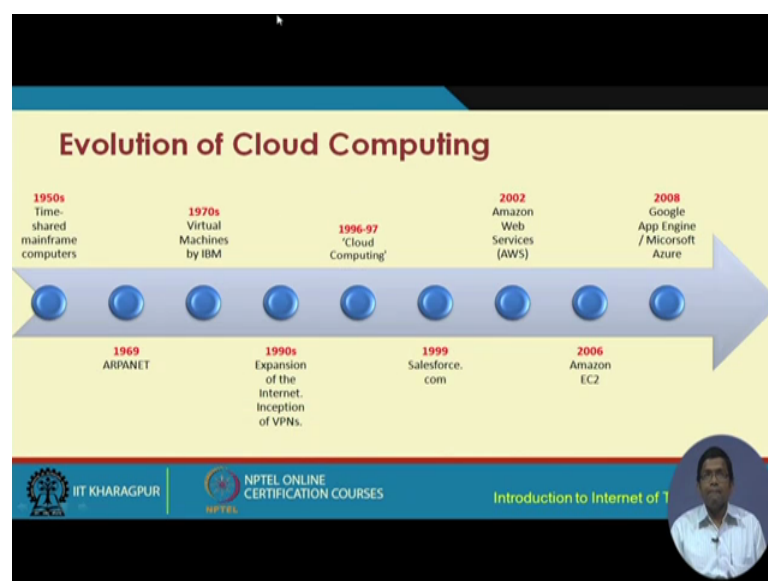 Evolution of Cloud Computing
1950s
Time-
shared
mainframe
computers
1969
ARPANET
1970s
Virtual
Machines
by IBM
1990s
Expansion
of the
Internet.
Inception
of VPNs.
1996-97
'Cloud
Computing'
1999
Salesforce.
com
2002
Amazon
Web
Services
(AWS)
2006
Amazon
EC2
2008
Google
App Engine
/ Micorsoft
Azure
IIT KHARAGPUR
NPTEL
NPTEL ONLINE
CERTIFICATION COURSES
Introduction to Internet of T